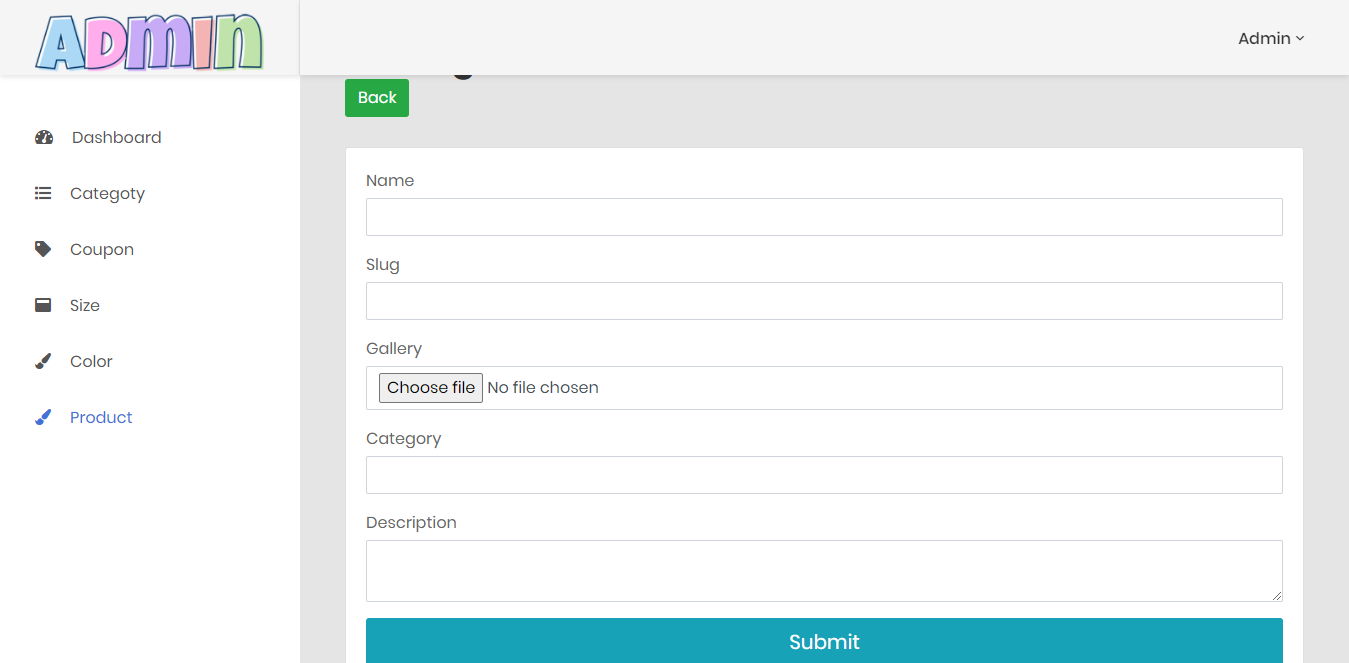 Admin
Admin
Back
Dashboard
Categoty
Coupon
Size
Color
Product
Name
Slug
Gallery
Choose file No file chosen
Category
Description
Submit